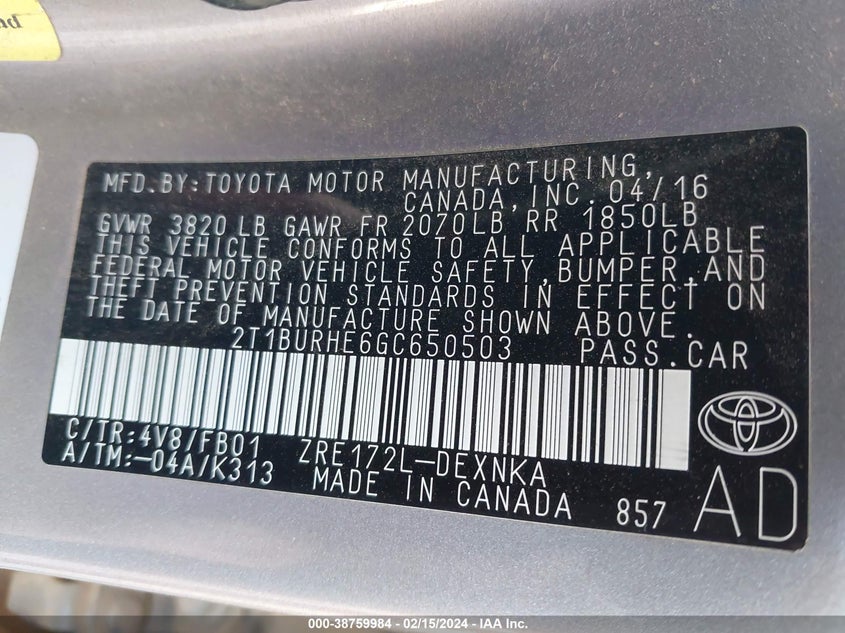 nd
MFD.BY:TOYOTA MOTOR MANUFACTURING,
CANADA,INC. 04/16
GVWR 3820 LB GAWR FR 2070LB RR 1850LB
THIS VEHICLE CONFORMS TO ALL APPLICABLE
FEDERAL MOTOR VEHICLE SAFETY,BUMPER,AND
THEFT PREVENTION STANDARDS IN EFFECT ON
THE DATE OF MANUFACTURE SHOWN ABOVE.
2T1BURHE6GC650503 PASS.CAR
C/TR:4V8/FB01 ZRE172L-DEXNKA
A/TM:-04A/K313 MADE IN CANADA 857 AD
000-38759984 - 02/15/2024 - IAA Inc.